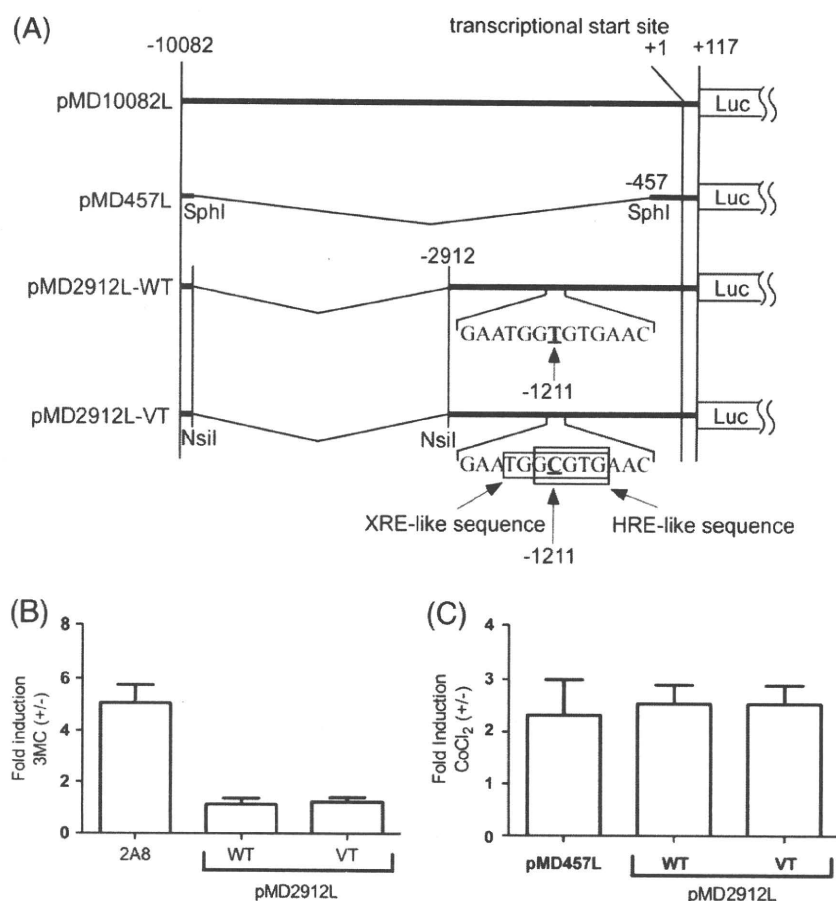 (A)
transcriptional start site
-10082
+1
+117
pMD10082L
Luc
pMD457L
SphI
-457
SphI
Luc
-2912
pMD2912L-WT
Luc
GAATGGTGTGAAC
-1211
pMD2912L-VT
NsiI
NsiI
Luc
GAATGGCGTGAAC
XRE-like sequence
HRE-like sequence
-1211
(B)
Fold induction
3MC (+/-)
8
6
4
2
0
2A8
WT
VT
pMD2912L
(C)
Fold Induction
CoCl2 (+/-)
4
3
2
1
0
pMD457L
WT
VT
pMD2912L